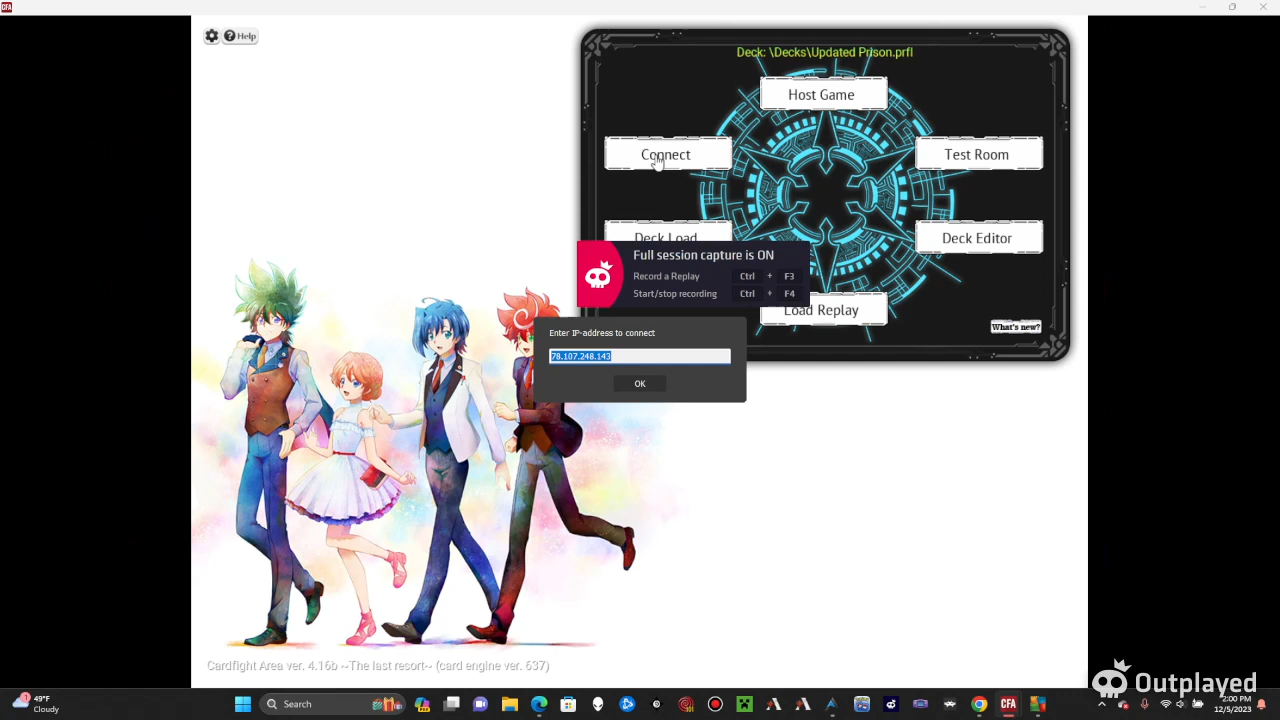 CFA
Help
Deck: \Decks\Updated Prison.prfl
Host Game
Connect
Test Room
Deck Load
Deck Editor
Full session capture is ON
Record a Replay Ctrl + F3
Start/stop recording Ctrl + F4
Load Replay
What's new?
Enter IP-address to connect
78.107.248.143
OK
Cardfight Area ver. 4.16b ~The last resort~ (card engine ver. 637)
Outplayed
49°F
Cloudy
Search
CFA
2:00 PM
12/5/2023